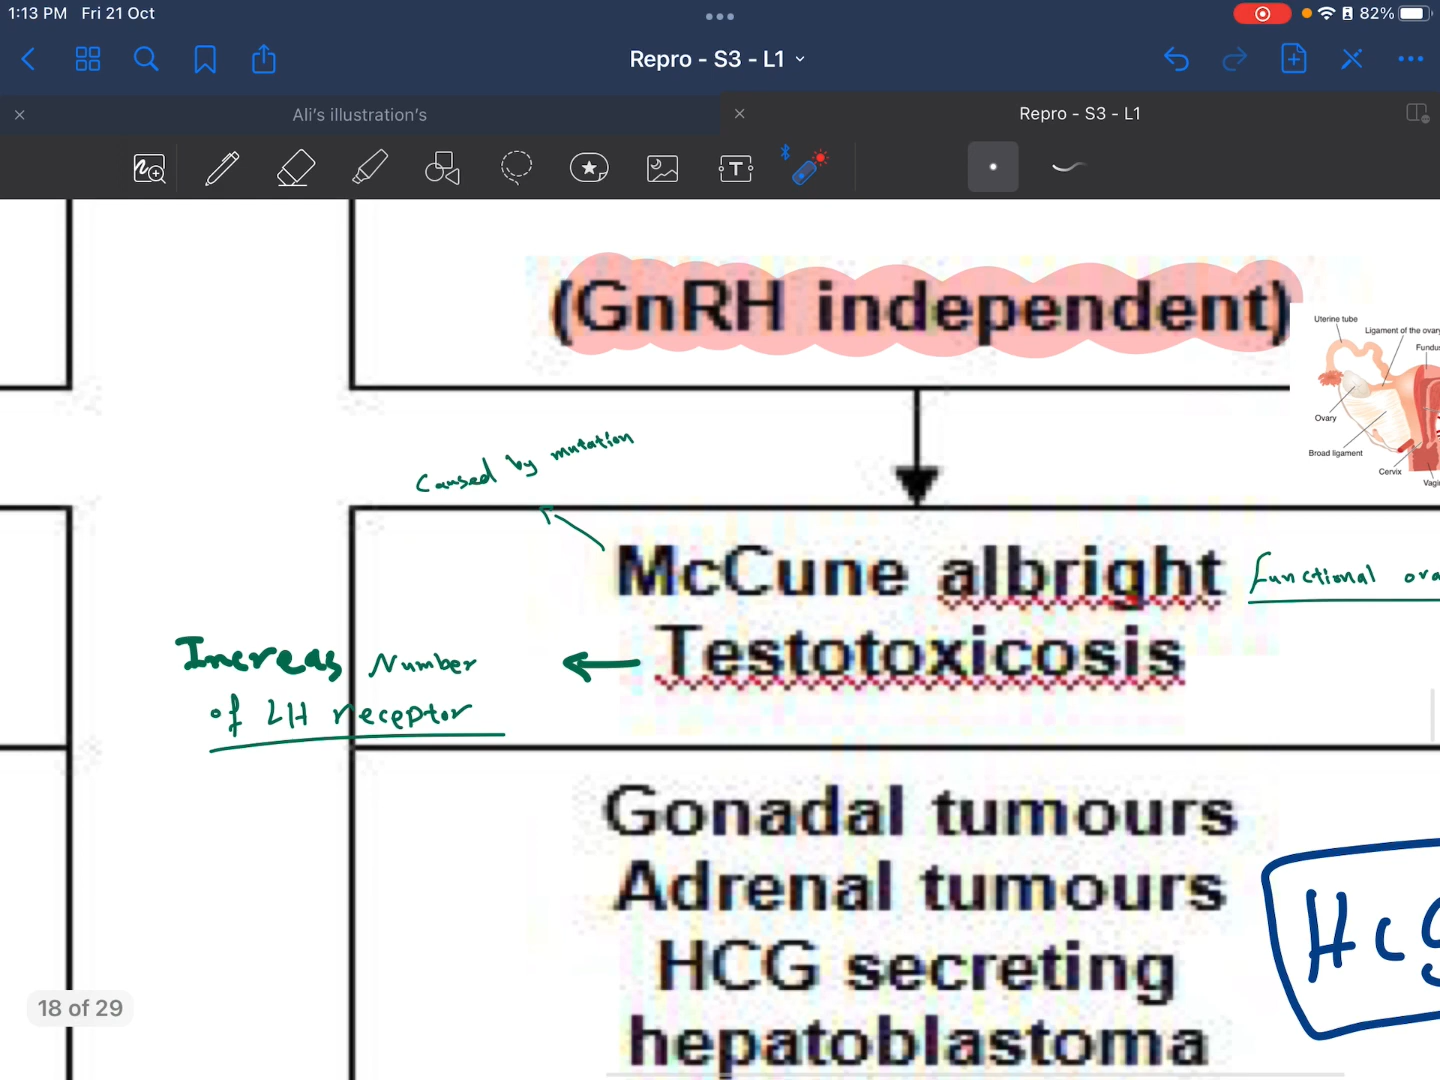 1:13 PM Fri 21 Oct
82%
Repro - S3 - L1
Ali's illustration's
Repro - S3 - L1
(GnRH independent)
Uterine tube
Ligament of the ovary
Ovary
Broad ligament
Cervix
Caused by mutation
McCune albright
functional
Testotoxicosis
Increas Number
of LH receptor
Gonadal tumours
Adrenal tumours
HCG secreting
hepatoblastoma
18 of 29